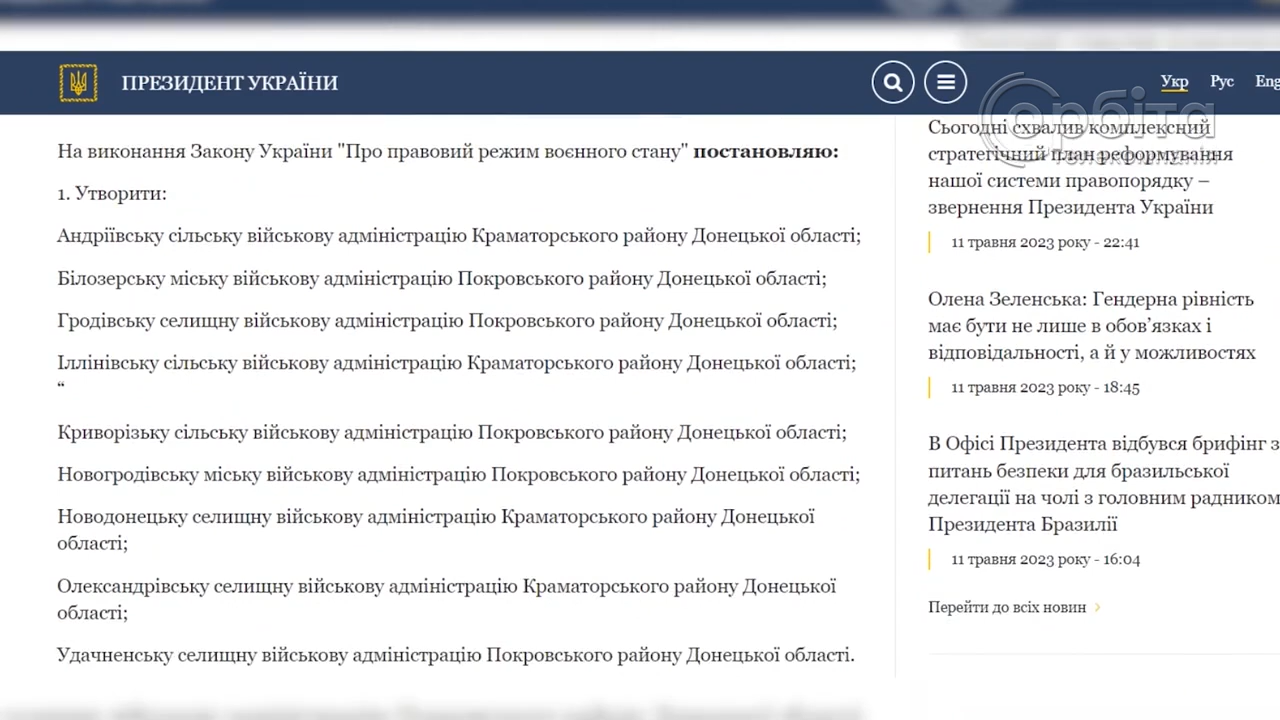 ПРЕЗИДЕНТ УКРАЇНИ
Укр Рус Eng
орбіта
телекомпанія
На виконання Закону України "Про правовий режим воєнного стану" постановляю:
1. Утворити:
Андріївську сільську військову адміністрацію Краматорського району Донецької області;
Білозерську міську військову адміністрацію Покровського району Донецької області;
Гродівську селищну військову адміністрацію Покровського району Донецької області;
Іллінівську сільську військову адміністрацію Краматорського району Донецької області;
“
Криворізьку сільську військову адміністрацію Покровського району Донецької області;
Новогродівську міську військову адміністрацію Покровського району Донецької області;
Новодонецьку селищну військову адміністрацію Краматорського району Донецької
області;
Олександрівську селищну військову адміністрацію Краматорського району Донецької
області;
Удачненську селищну військову адміністрацію Покровського району Донецької області.
Сьогодні схвалив комплексний
стратегічний план реформування
нашої системи правопорядку –
звернення Президента України
11 травня 2023 року - 22:41
Олена Зеленська: Гендерна рівність
має бути не лише в обов’язках і
відповідальності, а й у можливостях
11 травня 2023 року - 18:45
В Офісі Президента відбувся брифінг з
питань безпеки для бразильської
делегації на чолі з головним радником
Президента Бразилії
11 травня 2023 року - 16:04
Перейти до всіх новин